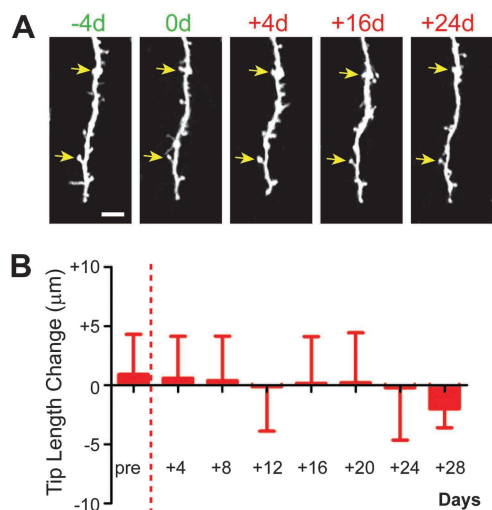 A
-4d 0d +4d +16d +24d
B
Tip Length Change (μm)
+10
+5
0
-5
-10
pre +4 +8 +12 +16 +20 +24 +28
Days